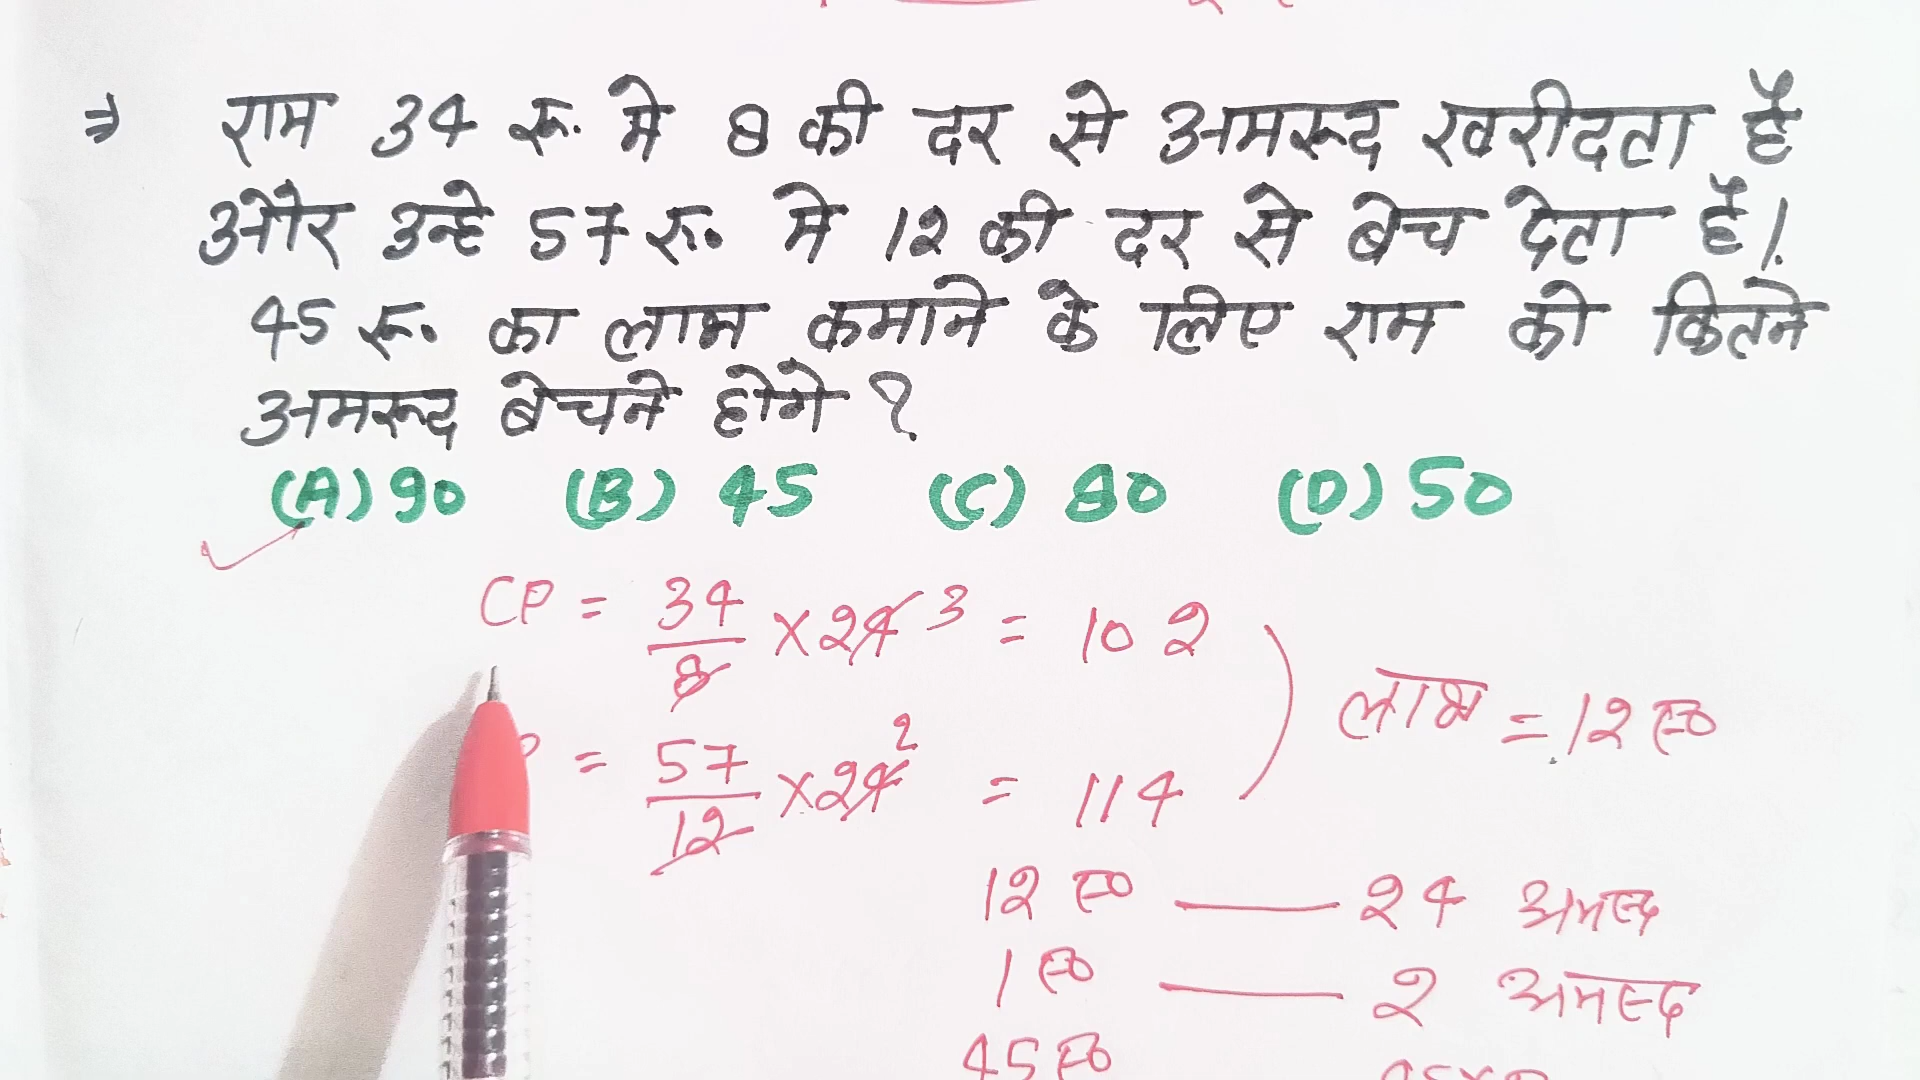 ⇒ राम 34 रू. मे 8 की दर से अमरूद खरीदता है
और उन्हे 57 रु. मे 12 की दर से बेच देता है।
45 रू. का लाभ कमाने के लिए राम को कितने
अमरूद बेचने होगे ?
(A) 90 (B) 45 (C) 80 (D) 50
CP = 34/8 × 24 3 = 102
= 57/12 × 24 2 = 114
लाभ = 12 रू
12 रू — 24 अमरूद
1 रू — 2 अमरूद
45 रू